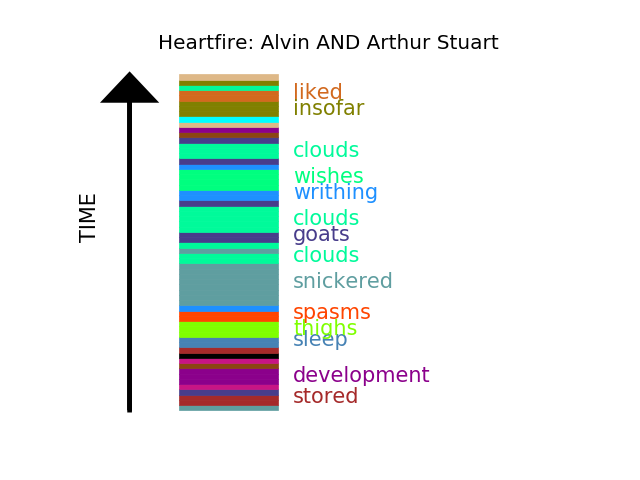 Heartfire: Alvin AND Arthur Stuart
TIME
liked
insofar
clouds
wishes
writhing
clouds
goats
clouds
snickered
spasms
thighs
sleep
development
stored